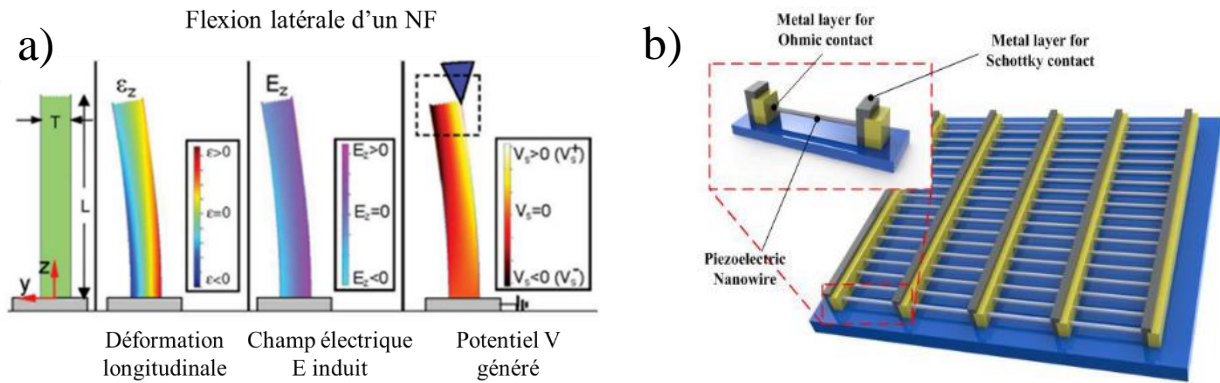 Flexion latérale d'un NF
a)
T
L
z
y
εz
ε>0
ε=0
ε<0
Ez
Ez>0
Ez=0
Ez<0
Vs>0 (Vs+)
Vs=0
Vs<0 (Vs-)
Déformation
longitudinale
Champ électrique
E induit
Potentiel V
généré
b)
Metal layer for
Ohmic contact
Metal layer for
Schottky contact
Piezoelectric
Nanowire